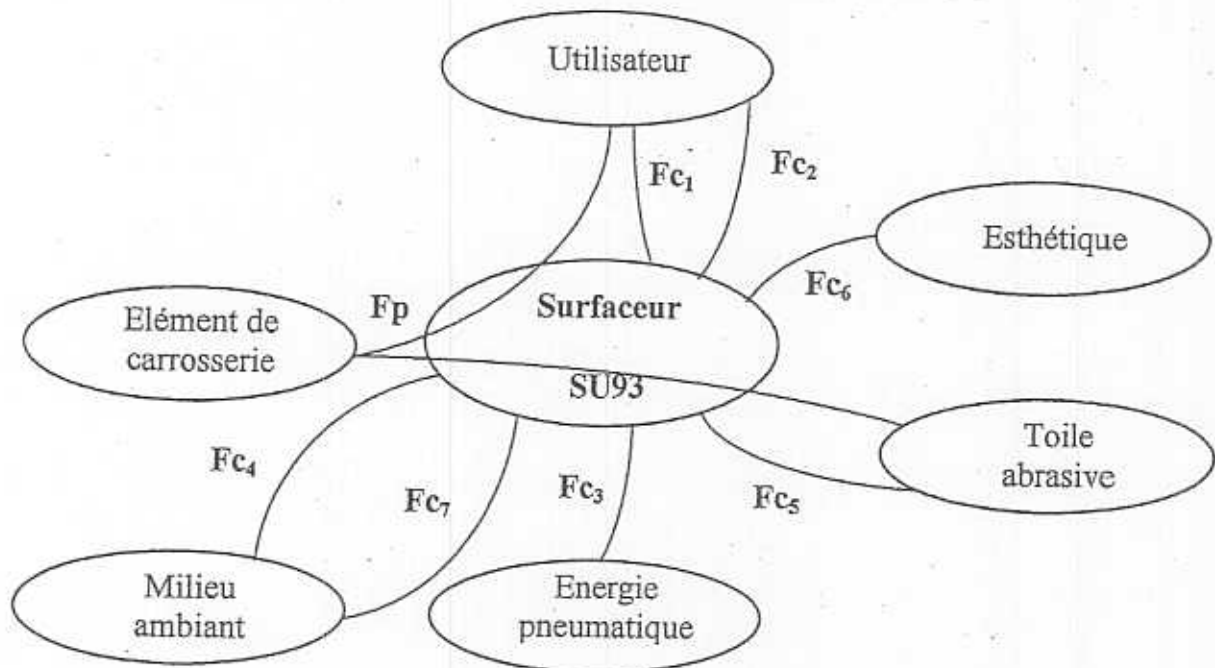 Utilisateur
Fc₁
Fc₂
Esthétique
Fc₆
Elément de
carrosserie
Fp
Surfaceur
SU93
Toile
abrasive
Fc₄
Fc₇
Fc₃
Fc₅
Milieu
ambiant
Energie
pneumatique